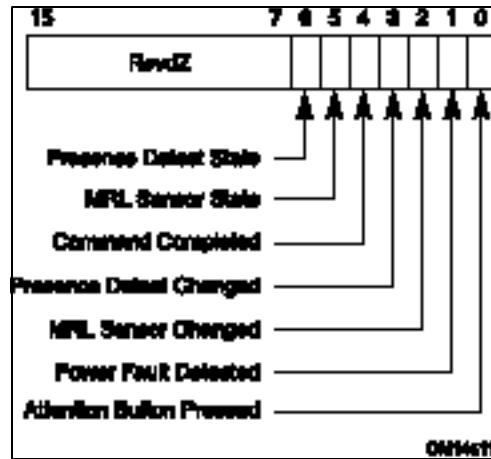 15 7 6 5 4 3 2 1 0
RsvdZ
Presence Detect State
MRL Sensor State
Command Completed
Presence Detect Changed
MRL Sensor Changed
Power Fault Detected
Attention Button Pressed